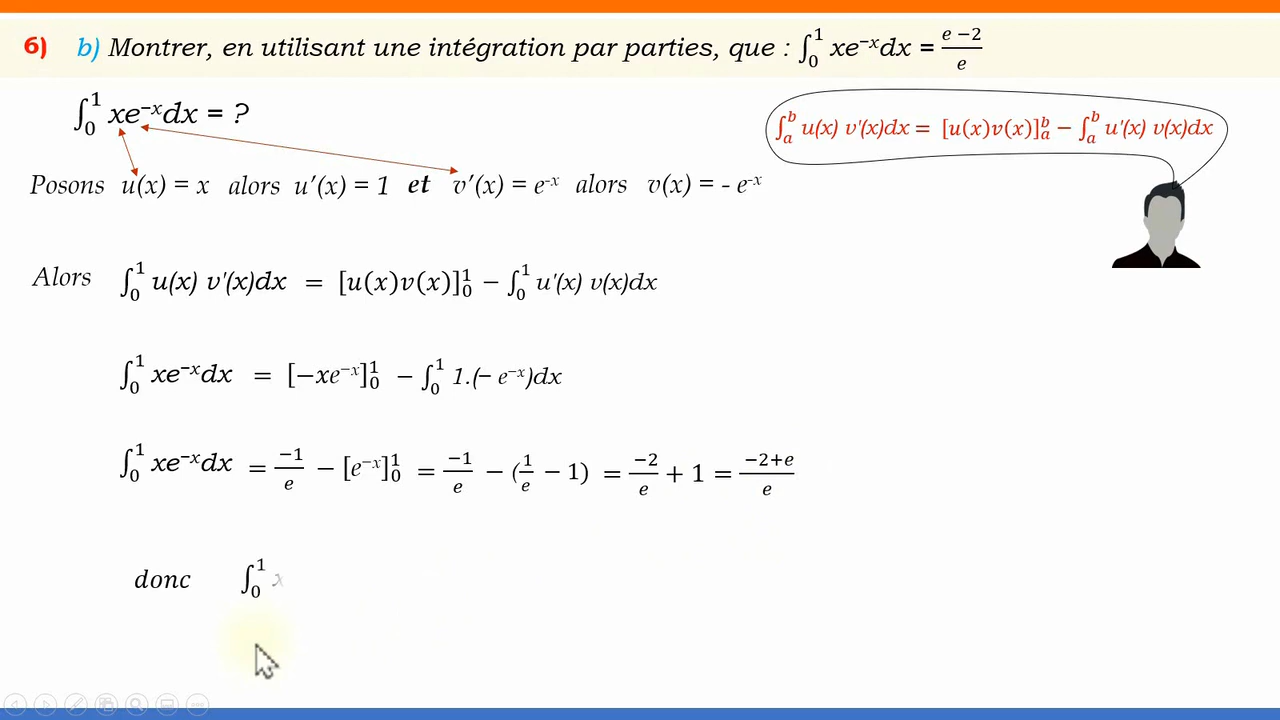 6) b) Montrer, en utilisant une intégration par parties, que : ∫₀¹ xe⁻ˣdx = (e −2)/e
∫₀¹ xe⁻ˣdx = ?
∫ₐᵇ u(x) v'(x)dx = [u(x)v(x)]ₐᵇ − ∫ₐᵇ u'(x) v(x)dx
Posons u(x) = x alors u'(x) = 1 et v'(x) = e⁻ˣ alors v(x) = - e⁻ˣ
Alors ∫₀¹ u(x) v'(x)dx = [u(x)v(x)]₀¹ − ∫₀¹ u'(x) v(x)dx
∫₀¹ xe⁻ˣdx = [−xe⁻ˣ]₀¹ − ∫₀¹ 1.(− e⁻ˣ)dx
∫₀¹ xe⁻ˣdx = −1/e − [e⁻ˣ]₀¹ = −1/e − (1/e − 1) = −2/e + 1 = (−2+e)/e
donc ∫₀¹ x